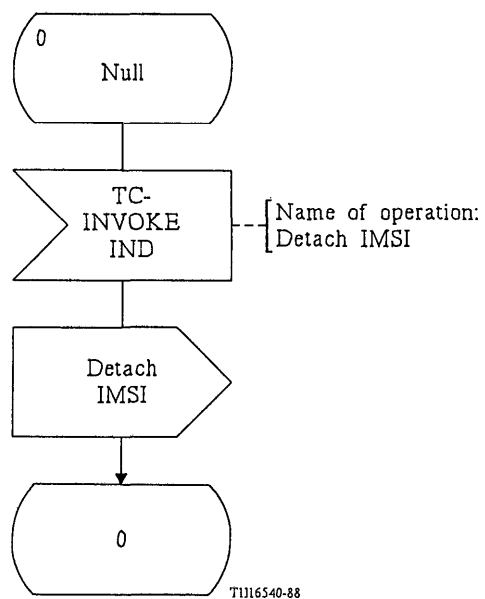 0
Null
TC-
INVOKE
IND
Name of operation:
Detach IMSI
Detach
IMSI
0
T1116540-88